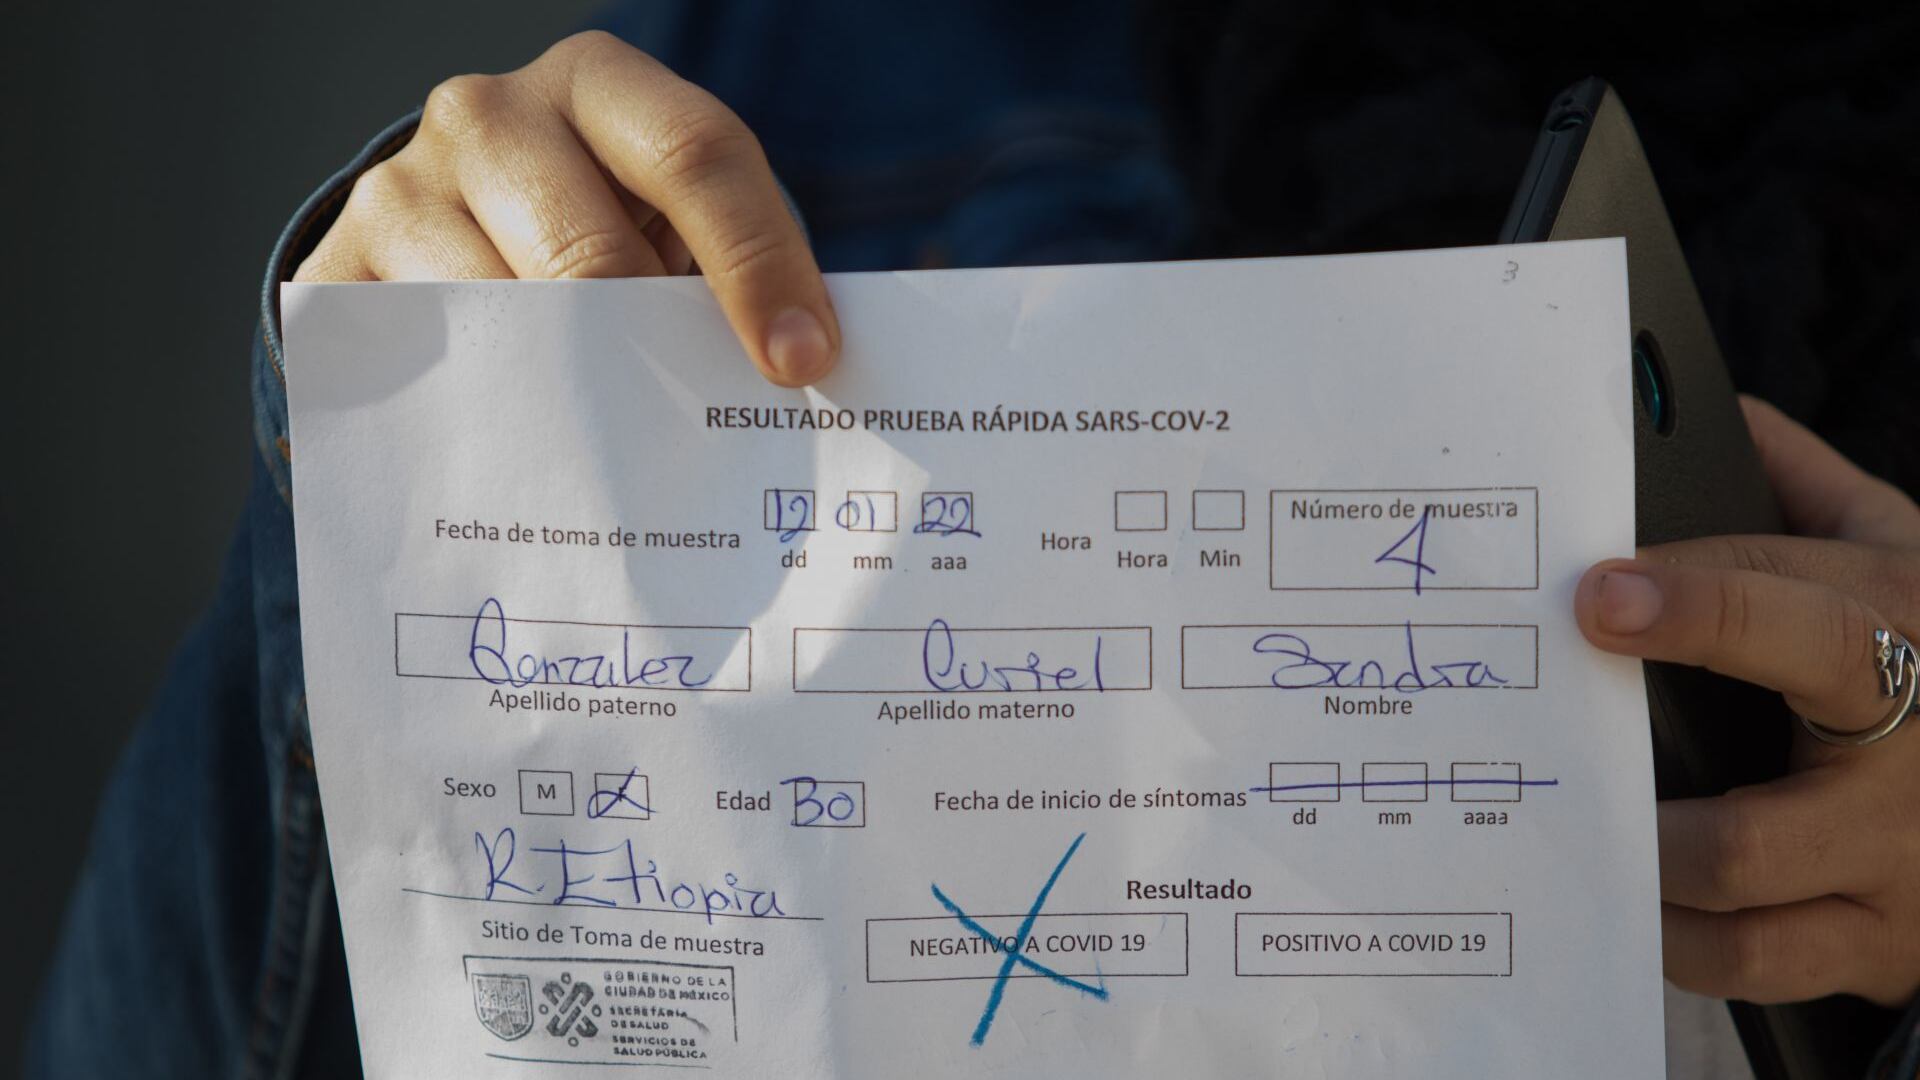 3
RESULTADO PRUEBA RÁPIDA SARS-COV-2
Fecha de toma de muestra 12 01 22 Hora Número de muestra
dd mm aaa Hora Min 4
Gonzalez Curiel Sandra
Apellido paterno Apellido materno Nombre
Sexo M Edad 30 Fecha de inicio de síntomas
dd mm aaaa
R. Etiopia
Resultado
Sitio de Toma de muestra NEGATIVO A COVID 19 POSITIVO A COVID 19
GOBIERNO DE LA
CIUDAD DE MÉXICO
SECRETARÍA
DE SALUD
SERVICIOS DE
SALUD PÚBLICA